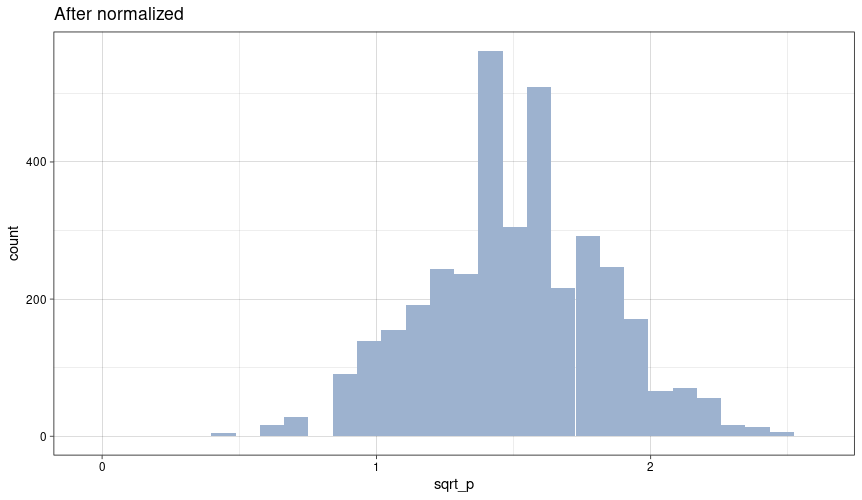 After normalized
count
400
200
0
0 1 2
sqrt_p